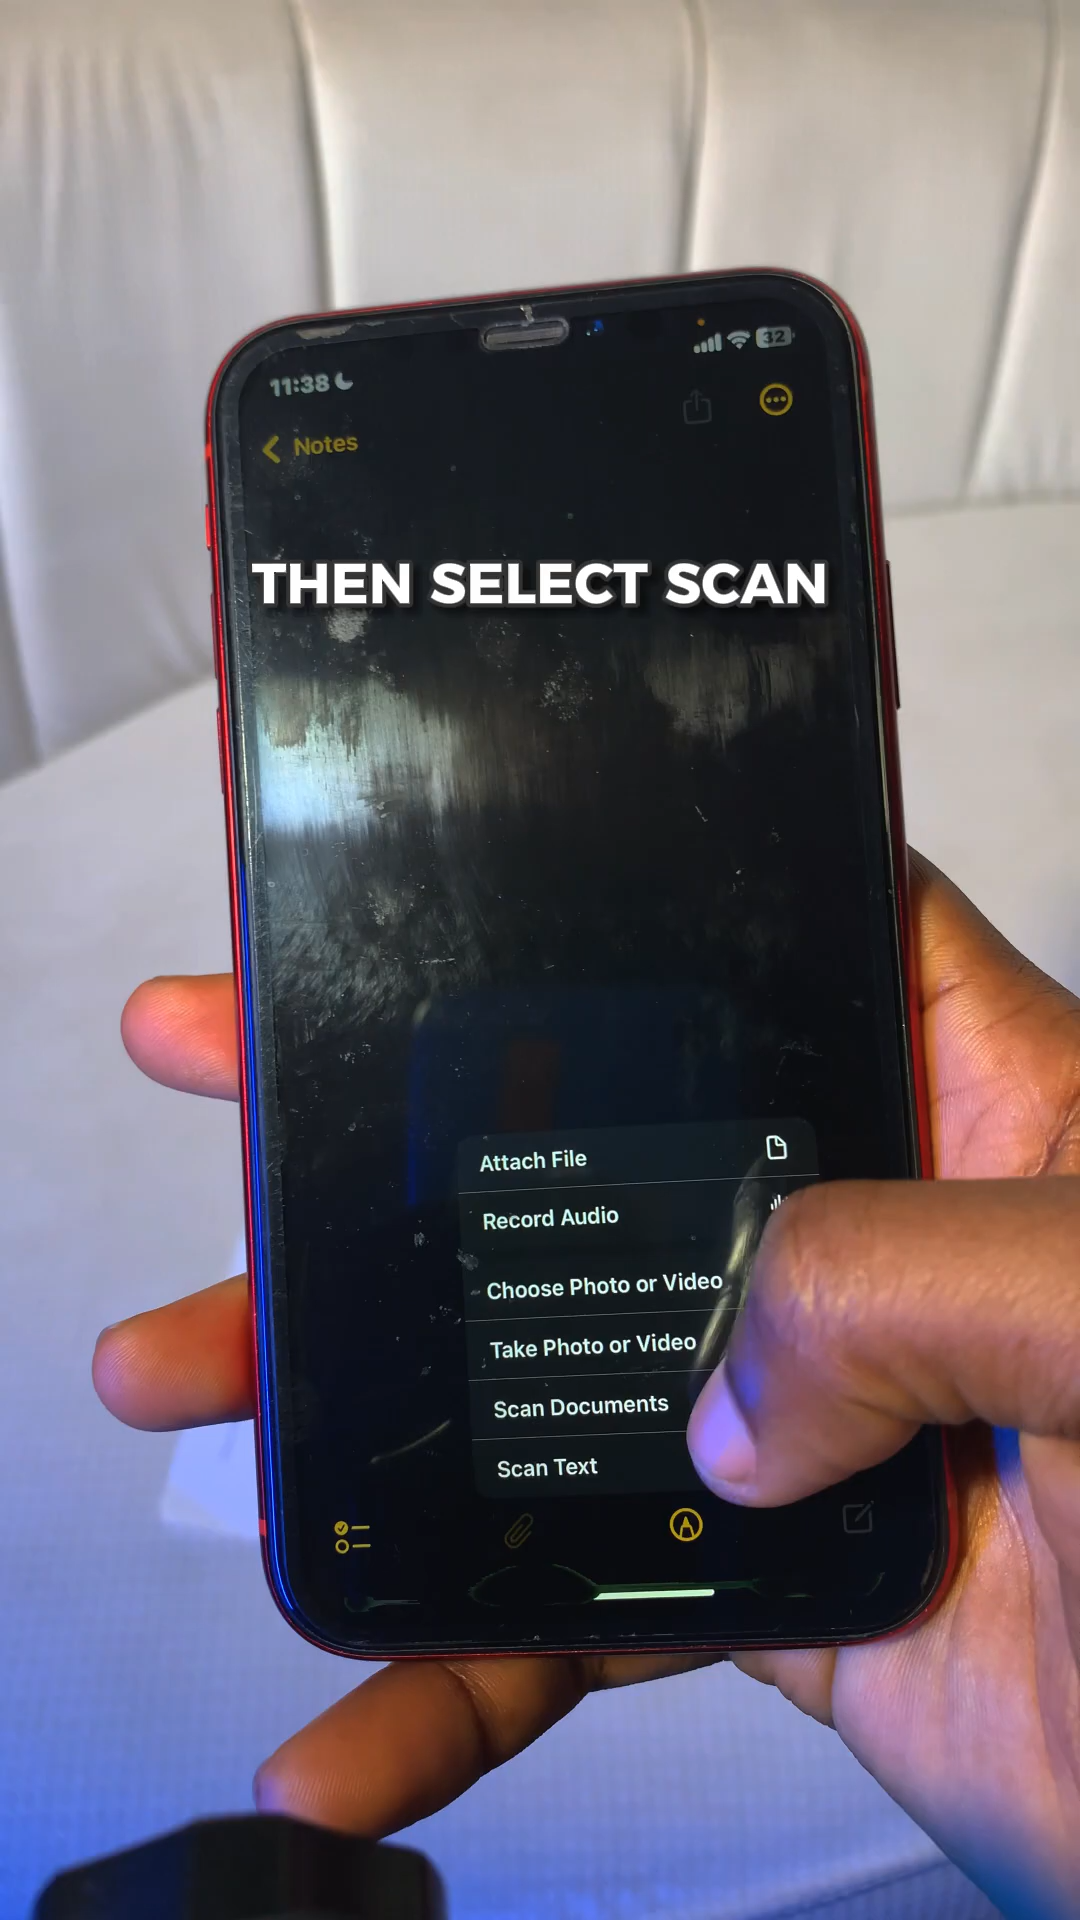 11:38
32
Notes
THEN SELECT SCAN
Attach File
Record Audio
Choose Photo or Video
Take Photo or Video
Scan Documents
Scan Text